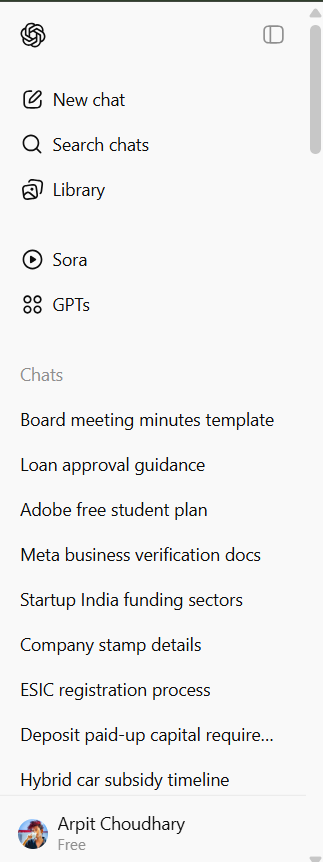 New chat
Search chats
Library
Sora
GPTs
Chats
Board meeting minutes template
Loan approval guidance
Adobe free student plan
Meta business verification docs
Startup India funding sectors
Company stamp details
ESIC registration process
Deposit paid-up capital require...
Hybrid car subsidy timeline
Arpit Choudhary
Free